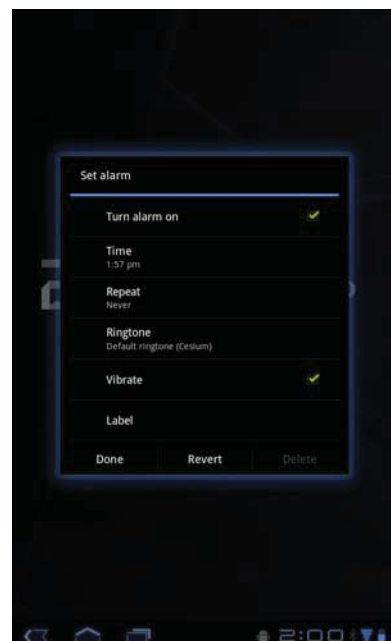 Set alarm
Turn alarm on
Time
1:57 pm
Repeat
Never
Ringtone
Default ringtone (Cesium)
Vibrate
Label
Done Revert Delete
2:00